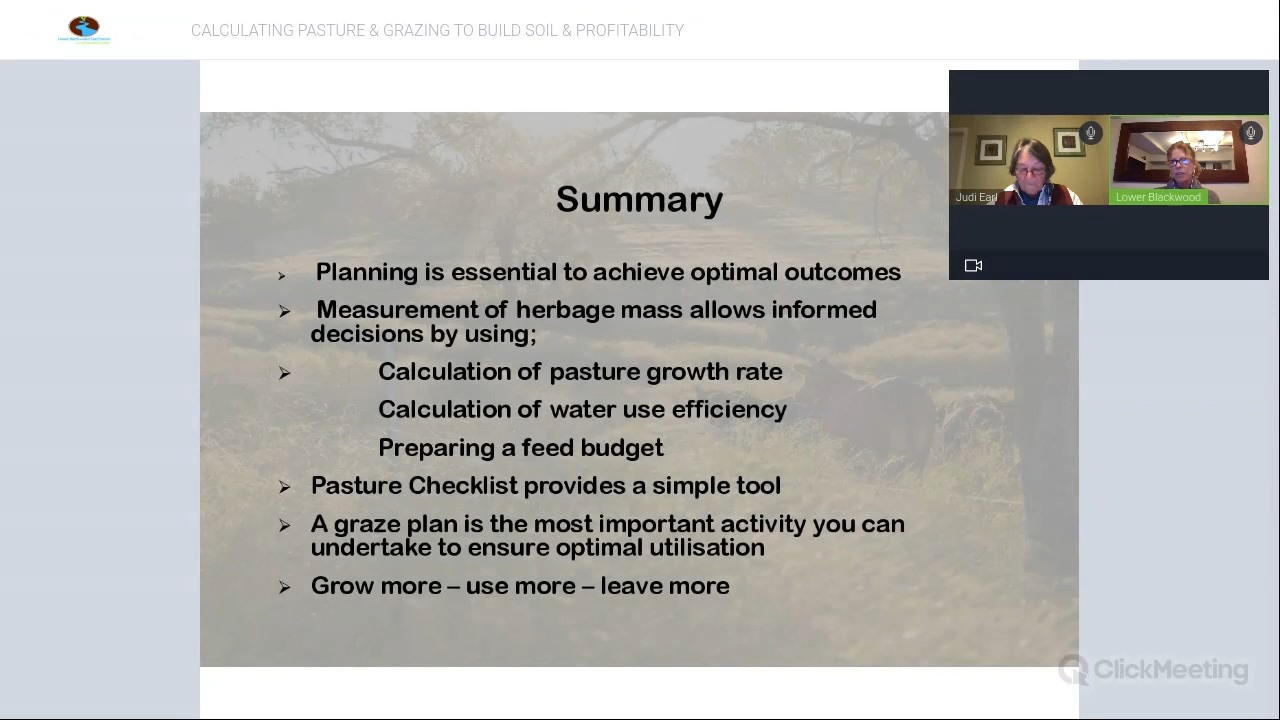 CALCULATING PASTURE & GRAZING TO BUILD SOIL & PROFITABILITY
Judi Earl
Lower Blackwood
Summary
Planning is essential to achieve optimal outcomes
Measurement of herbage mass allows informed
decisions by using;
Calculation of pasture growth rate
Calculation of water use efficiency
Preparing a feed budget
Pasture Checklist provides a simple tool
A graze plan is the most important activity you can
undertake to ensure optimal utilisation
Grow more – use more – leave more
ClickMeeting